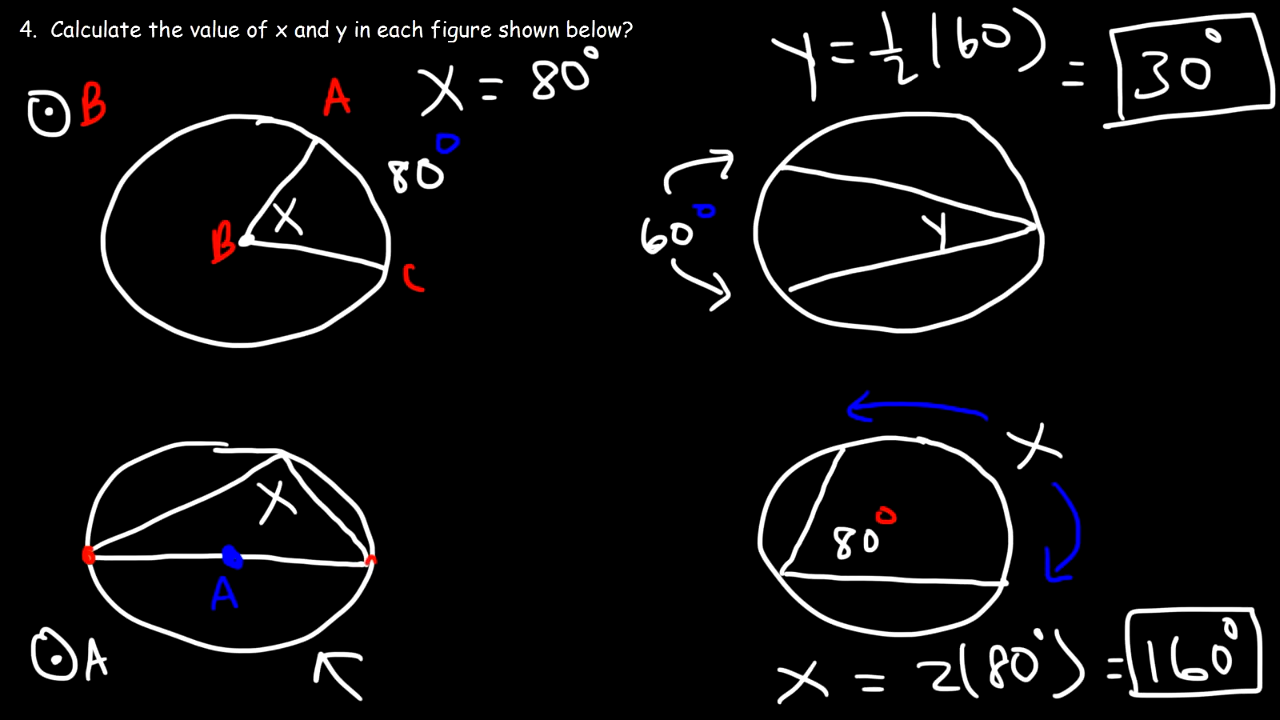 4. Calculate the value of x and y in each figure shown below?
⊙ B
A
x = 80°
80°
B
x
C
y = 1/2 (60) = 30°
60°
y
x
A
⊙ A
x
80°
x = 2(80°) = 160°